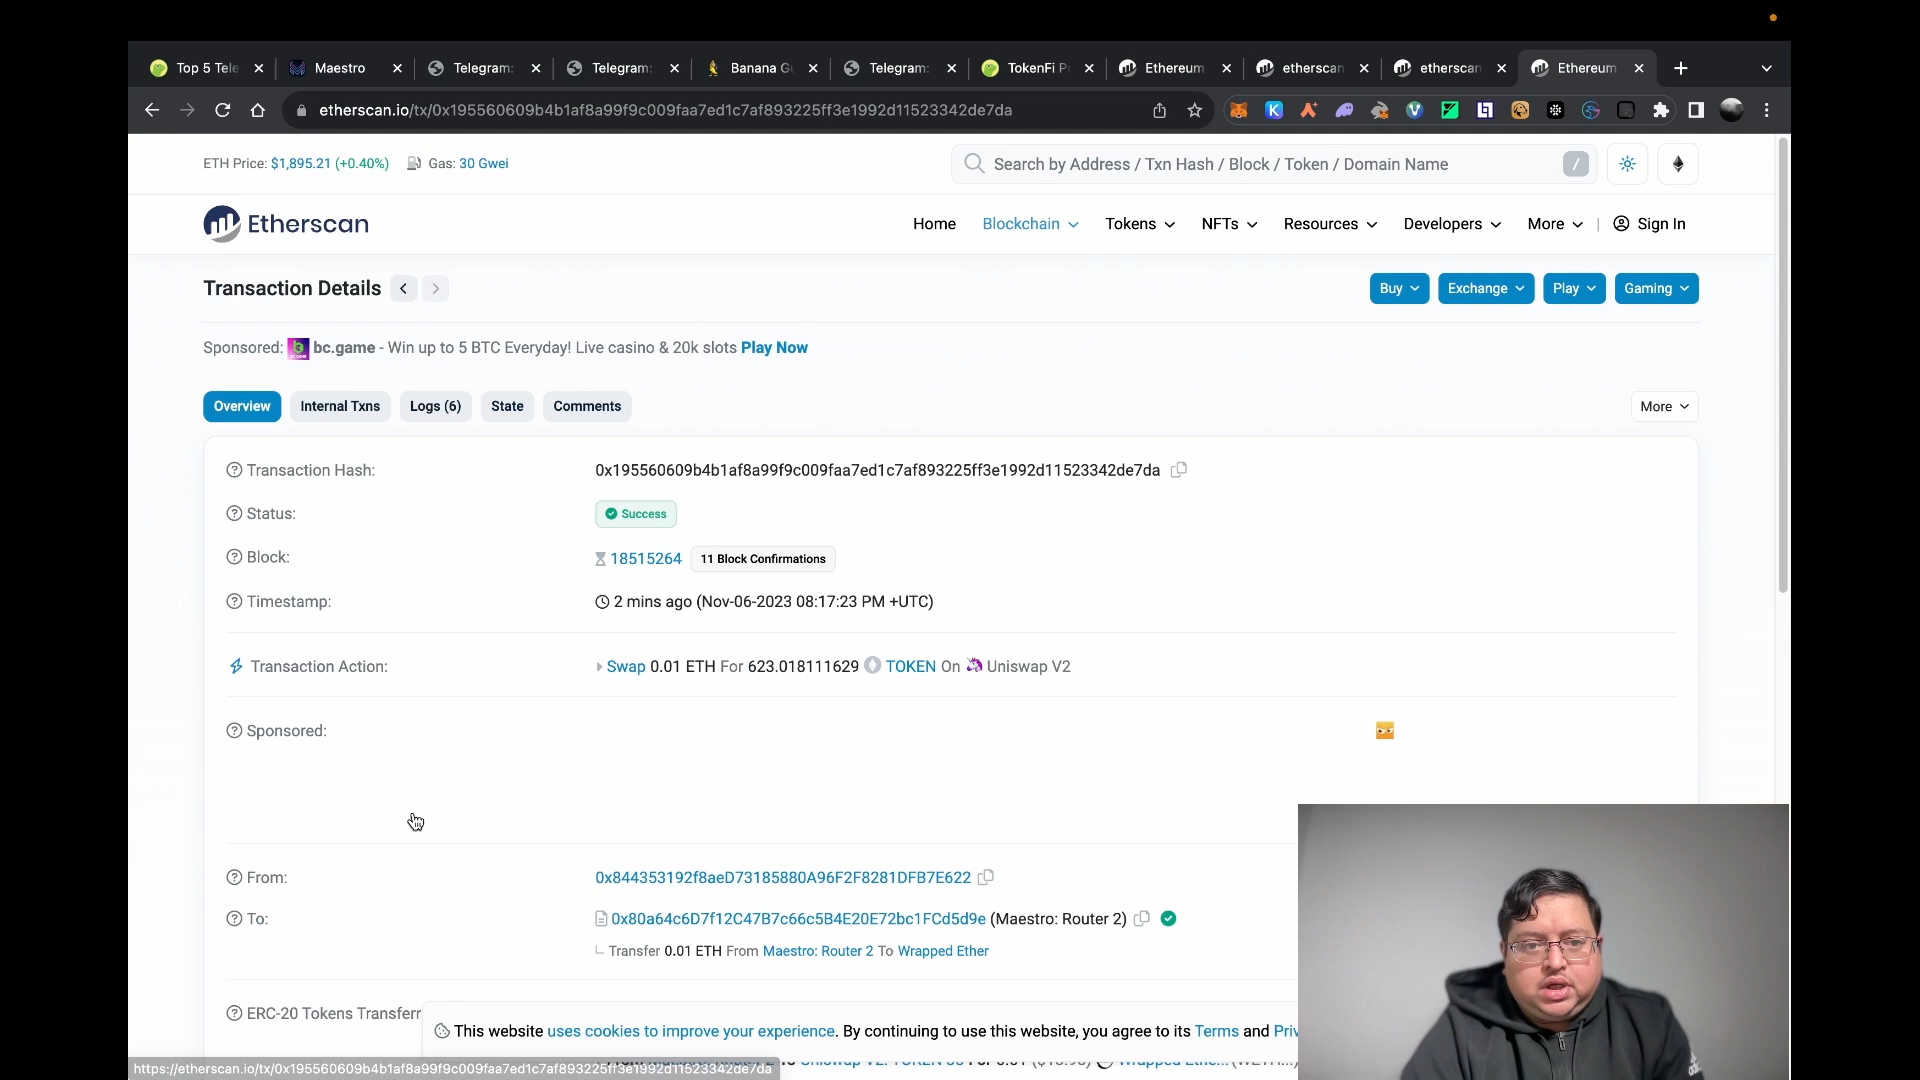 Top 5 Tele
Maestro
Telegram:
Telegram:
Banana Gu
Telegram:
TokenFi P
Ethereum
etherscan
etherscan
Ethereum
etherscan.io/tx/0x195560609b4b1af8a99f9c009faa7ed1c7af893225ff3e1992d11523342de7da
ETH Price: $1,895.21 (+0.40%) Gas: 30 Gwei
Search by Address / Txn Hash / Block / Token / Domain Name /
Etherscan
Home Blockchain Tokens NFTs Resources Developers More | Sign In
Transaction Details
Buy Exchange Play Gaming
Sponsored: bc.game - Win up to 5 BTC Everyday! Live casino & 20k slots Play Now
Overview Internal Txns Logs (6) State Comments More
Transaction Hash: 0x195560609b4b1af8a99f9c009faa7ed1c7af893225ff3e1992d11523342de7da
Status: Success
Block: 18515264 11 Block Confirmations
Timestamp: 2 mins ago (Nov-06-2023 08:17:23 PM +UTC)
Transaction Action: Swap 0.01 ETH For 623.018111629 TOKEN On Uniswap V2
Sponsored:
From: 0x844353192f8aeD73185880A96F2F8281DFB7E622
To: 0x80a64c6D7f12C47B7c66c5B4E20E72bc1FCd5d9e (Maestro: Router 2)
Transfer 0.01 ETH From Maestro: Router 2 To Wrapped Ether
ERC-20 Tokens Transferr
This website uses cookies to improve your experience. By continuing to use this website, you agree to its Terms and Priv
https://etherscan.io/tx/0x195560609b4b1af8a99f9c009faa7ed1c7af893225ff3e1992d11523342de7da